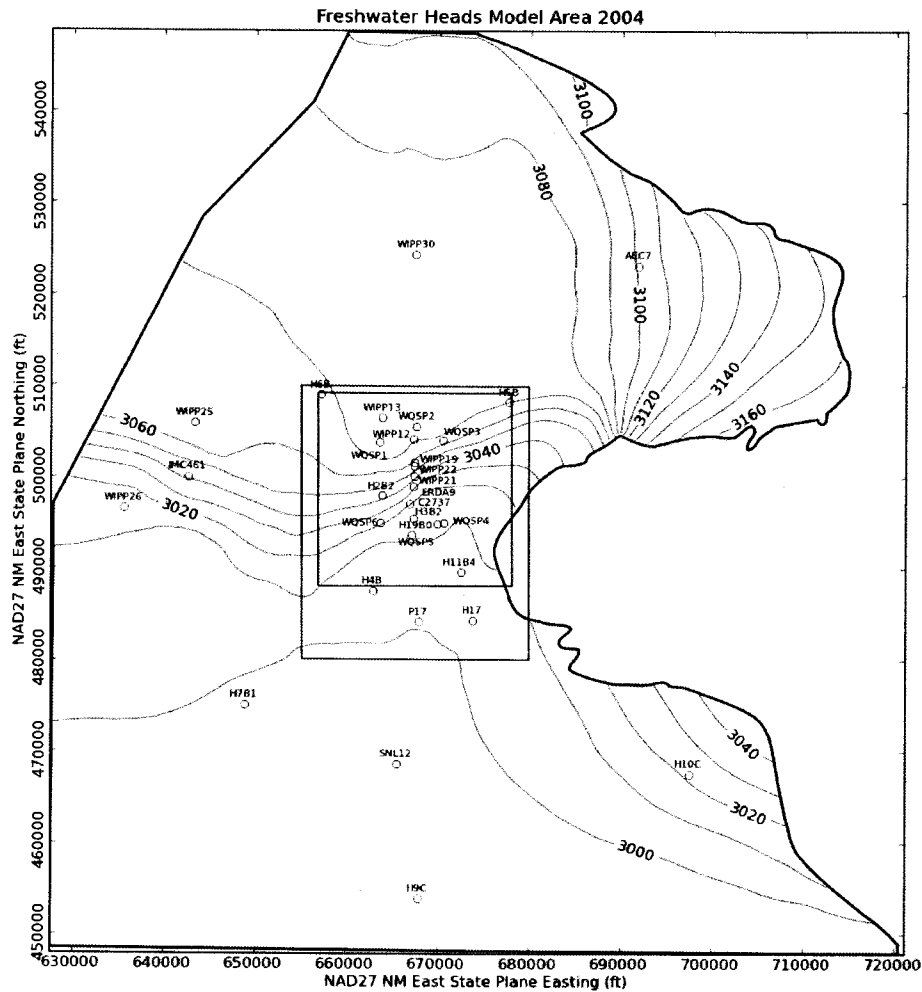 Freshwater Heads Model Area 2004
NAD27 NM East State Plane Northing (ft)
540000
530000
520000
510000
500000
490000
480000
470000
460000
450000
3100
3080
WIPP30
AEC7
3100
3140
3120
3160
H6B
H5B
WIPP25
WIPP13
WQSP2
3060
WIPP12
WQSP3
WQSP1
3040
WIPP19
WIPP22
WIPP21
ERDA9
C2737
H3B2
IMC461
WIPP26
3020
H2B2
WQSP6
H19B0
WQSP4
WQSP5
H11B4
H4B
P17
H17
H7B1
SNL12
H10C
3040
3020
3000
H9C
630000
640000
650000
660000
670000
680000
690000
700000
710000
720000
NAD27 NM East State Plane Easting (ft)